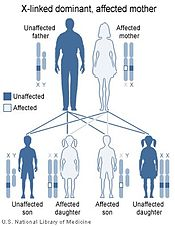 X-linked dominant, affected mother
Unaffected
father
Affected
mother
X Y
X X
Unaffected
Affected
X Y
X X
X Y
X X
Unaffected
son
Affected
daughter
Affected
son
Unaffected
daughter
U.S. National Library of Medicine